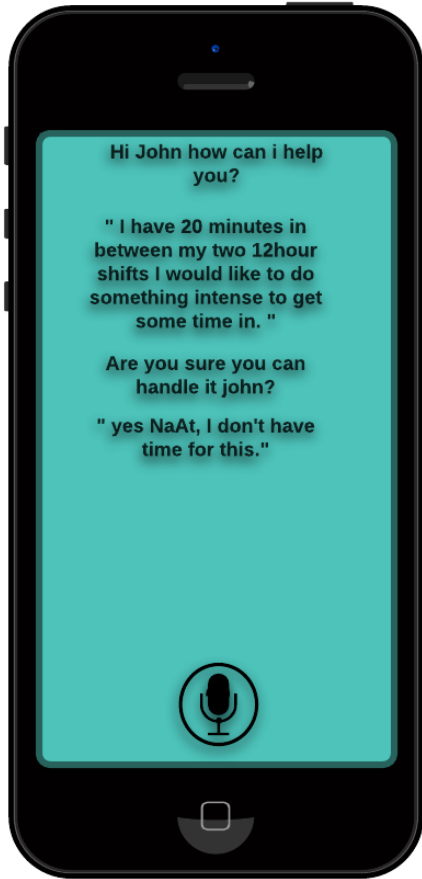 Hi John how can i help
you?
" I have 20 minutes in
between my two 12hour
shifts I would like to do
something intense to get
some time in. "
Are you sure you can
handle it john?
" yes NaAt, I don't have
time for this."